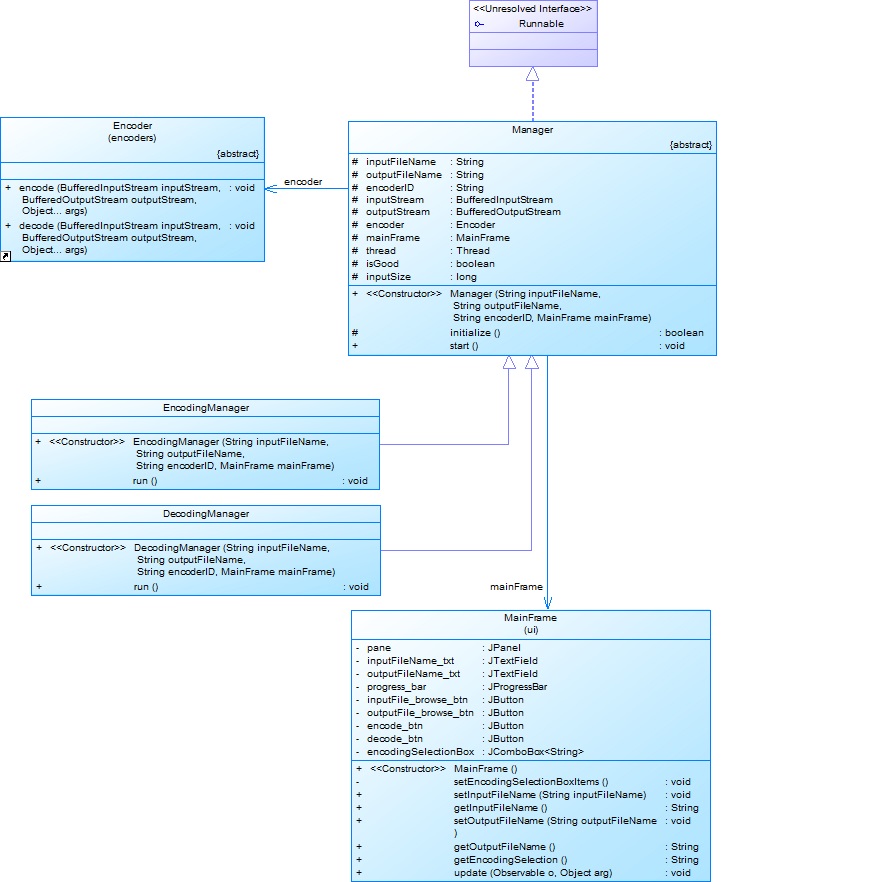 <<Unresolved Interface>>
Runnable
Encoder
(encoders)
{abstract}
+ encode (BufferedInputStream inputStream, : void
BufferedOutputStream outputStream,
Object... args)
+ decode (BufferedInputStream inputStream, : void
BufferedOutputStream outputStream,
Object... args)
encoder
Manager
{abstract}
# inputFileName : String
# outputFileName : String
# encoderID : String
# inputStream : BufferedInputStream
# outputStream : BufferedOutputStream
# encoder : Encoder
# mainFrame : MainFrame
# thread : Thread
# isGood : boolean
# inputSize : long
+ <<Constructor>> Manager (String inputFileName,
String outputFileName,
String encoderID, MainFrame mainFrame)
# initialize () : boolean
+ start () : void
EncodingManager
+ <<Constructor>> EncodingManager (String inputFileName,
String outputFileName,
String encoderID, MainFrame mainFrame)
+ run () : void
DecodingManager
+ <<Constructor>> DecodingManager (String inputFileName,
String outputFileName,
String encoderID, MainFrame mainFrame)
+ run () : void
mainFrame
MainFrame
(ui)
- pane : JPanel
- inputFileName_txt : JTextField
- outputFileName_txt : JTextField
- progress_bar : JProgressBar
- inputFile_browse_btn : JButton
- outputFile_browse_btn : JButton
- encode_btn : JButton
- decode_btn : JButton
- encodingSelectionBox : JComboBox<String>
+ <<Constructor>> MainFrame ()
- setEncodingSelectionBoxItems () : void
+ setInputFileName (String inputFileName) : void
+ getInputFileName () : String
+ setOutputFileName (String outputFileName : void
)
+ getOutputFileName () : String
+ getEncodingSelection () : String
+ update (Observable o, Object arg) : void